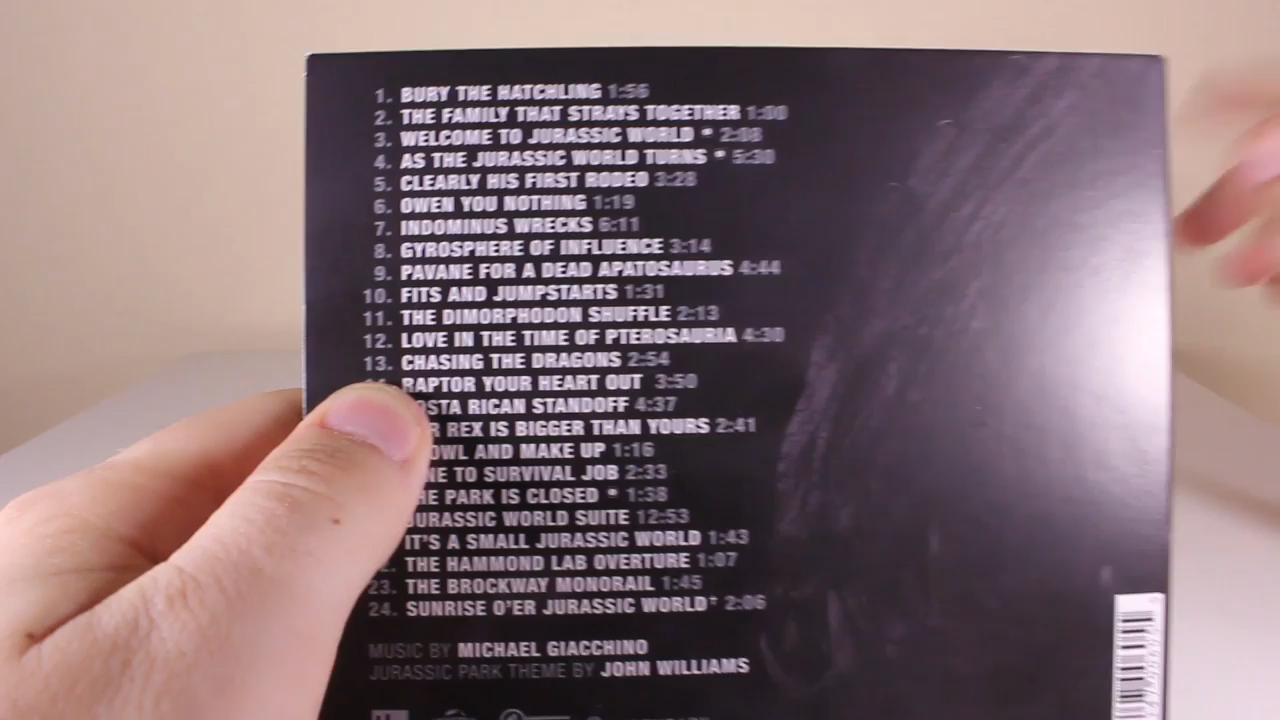 1. BURY THE HATCHLING 1:56
2. THE FAMILY THAT STRAYS TOGETHER 1:00
3. WELCOME TO JURASSIC WORLD * 2:08
4. AS THE JURASSIC WORLD TURNS * 5:30
5. CLEARLY HIS FIRST RODEO 3:28
6. OWEN YOU NOTHING 1:19
7. INDOMINUS WRECKS 6:11
8. GYROSPHERE OF INFLUENCE 3:14
9. PAVANE FOR A DEAD APATOSAURUS 4:44
10. FITS AND JUMPSTARTS 1:31
11. THE DIMORPHODON SHUFFLE 2:13
12. LOVE IN THE TIME OF PTEROSAURIA 4:30
13. CHASING THE DRAGONS 2:54
RAPTOR YOUR HEART OUT 3:50
OSTA RICAN STANDOFF 4:37
R REX IS BIGGER THAN YOURS 2:41
OWL AND MAKE UP 1:16
NE TO SURVIVAL JOB 2:33
HE PARK IS CLOSED * 1:38
JURASSIC WORLD SUITE 12:53
IT'S A SMALL JURASSIC WORLD 1:43
THE HAMMOND LAB OVERTURE 1:07
23. THE BROCKWAY MONORAIL 1:45
24. SUNRISE O'ER JURASSIC WORLD† 2:06
MUSIC BY MICHAEL GIACCHINO
JURASSIC PARK THEME BY JOHN WILLIAMS